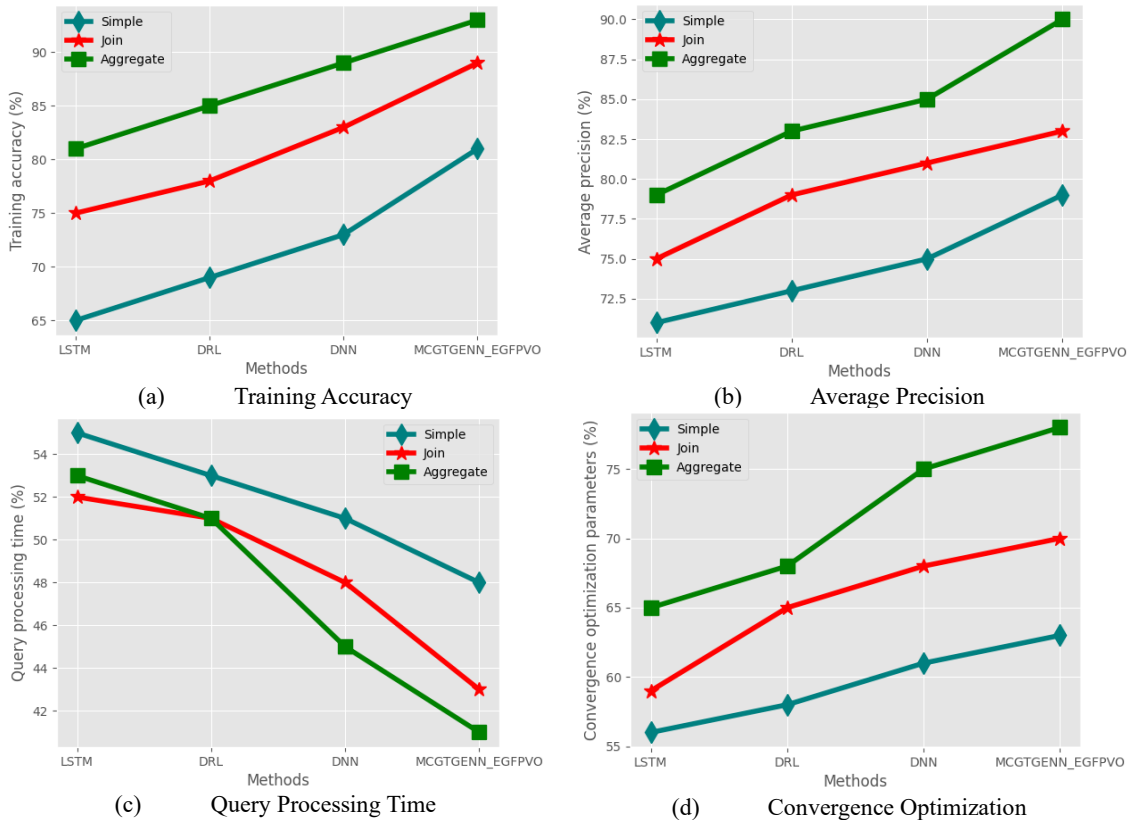 Simple
Join
Aggregate
Training accuracy (%)
90
85
80
75
70
65
LSTM DRL DNN MCGTGENN_EGFPVO
Methods
(a) Training Accuracy
Simple
Join
Aggregate
Average precision (%)
90.0
87.5
85.0
82.5
80.0
77.5
75.0
72.5
LSTM DRL DNN MCGTGENN_EGFPVO
Methods
(b) Average Precision
Simple
Join
Aggregate
Query processing time (%)
54
52
50
48
46
44
42
LSTM DRL DNN MCGTGENN_EGFPVO
Methods
(c) Query Processing Time
Simple
Join
Aggregate
Convergence optimization parameters (%)
75
70
65
60
55
LSTM DRL DNN MCGTGENN_EGFPVO
Methods
(d) Convergence Optimization